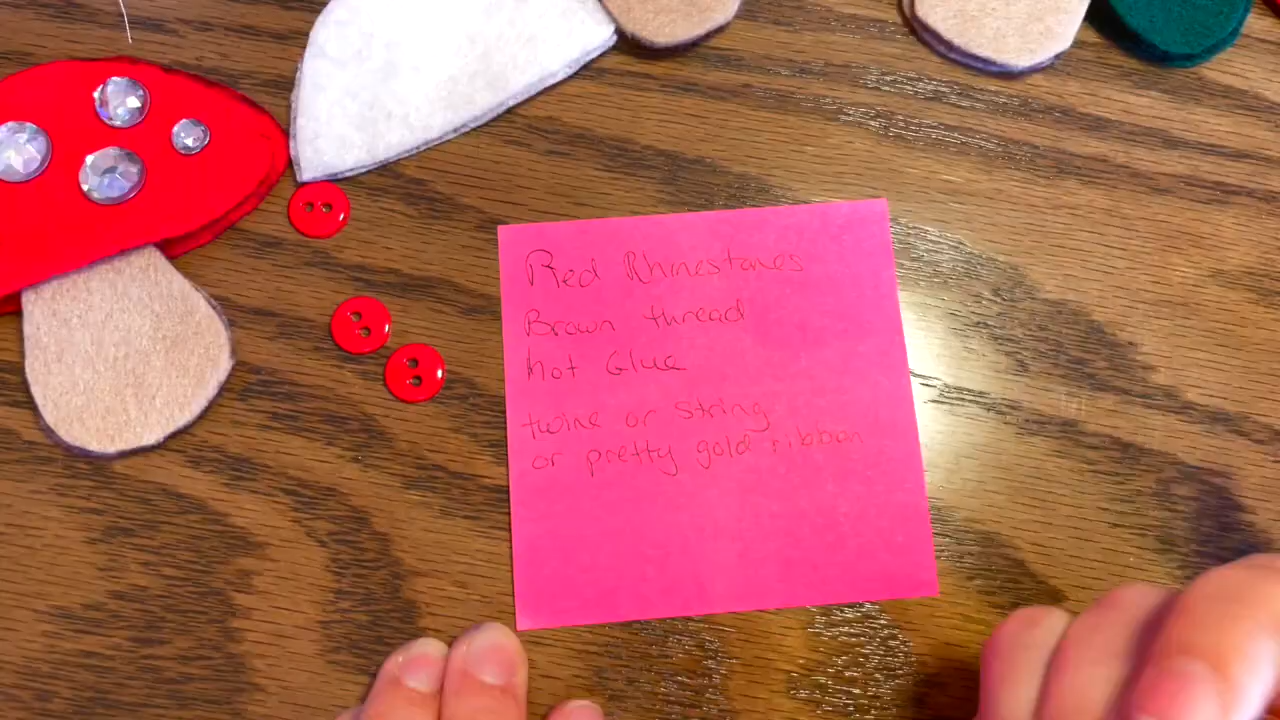 Red Rhinestones
Brown thread
hot Glue
twine or String
or pretty gold ribbon